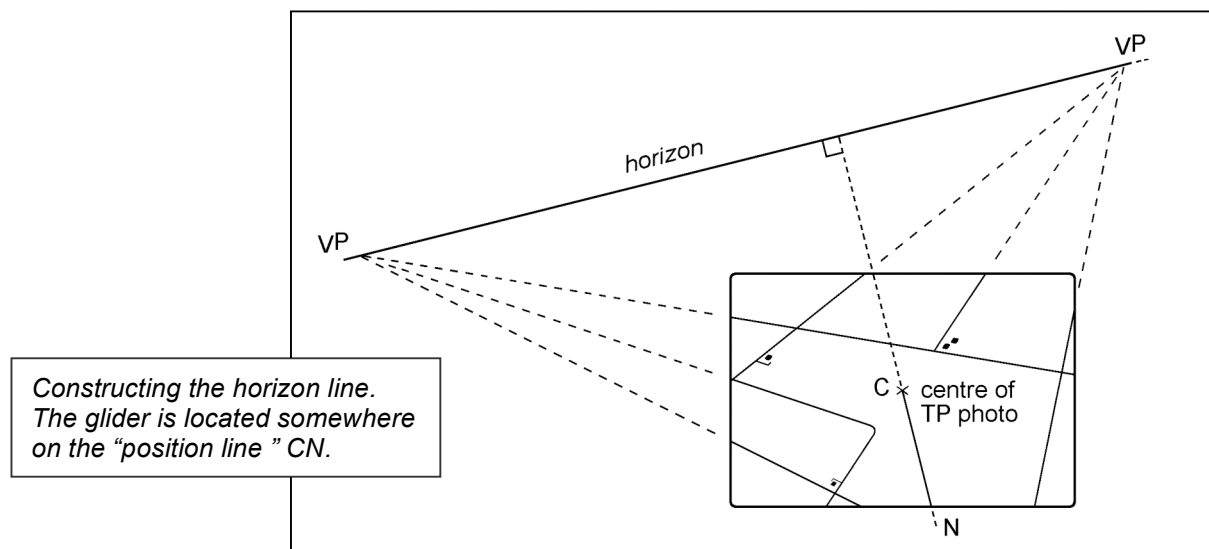 VP
horizon
VP
Constructing the horizon line.
The glider is located somewhere
on the “position line ” CN.
C centre of
TP photo
N